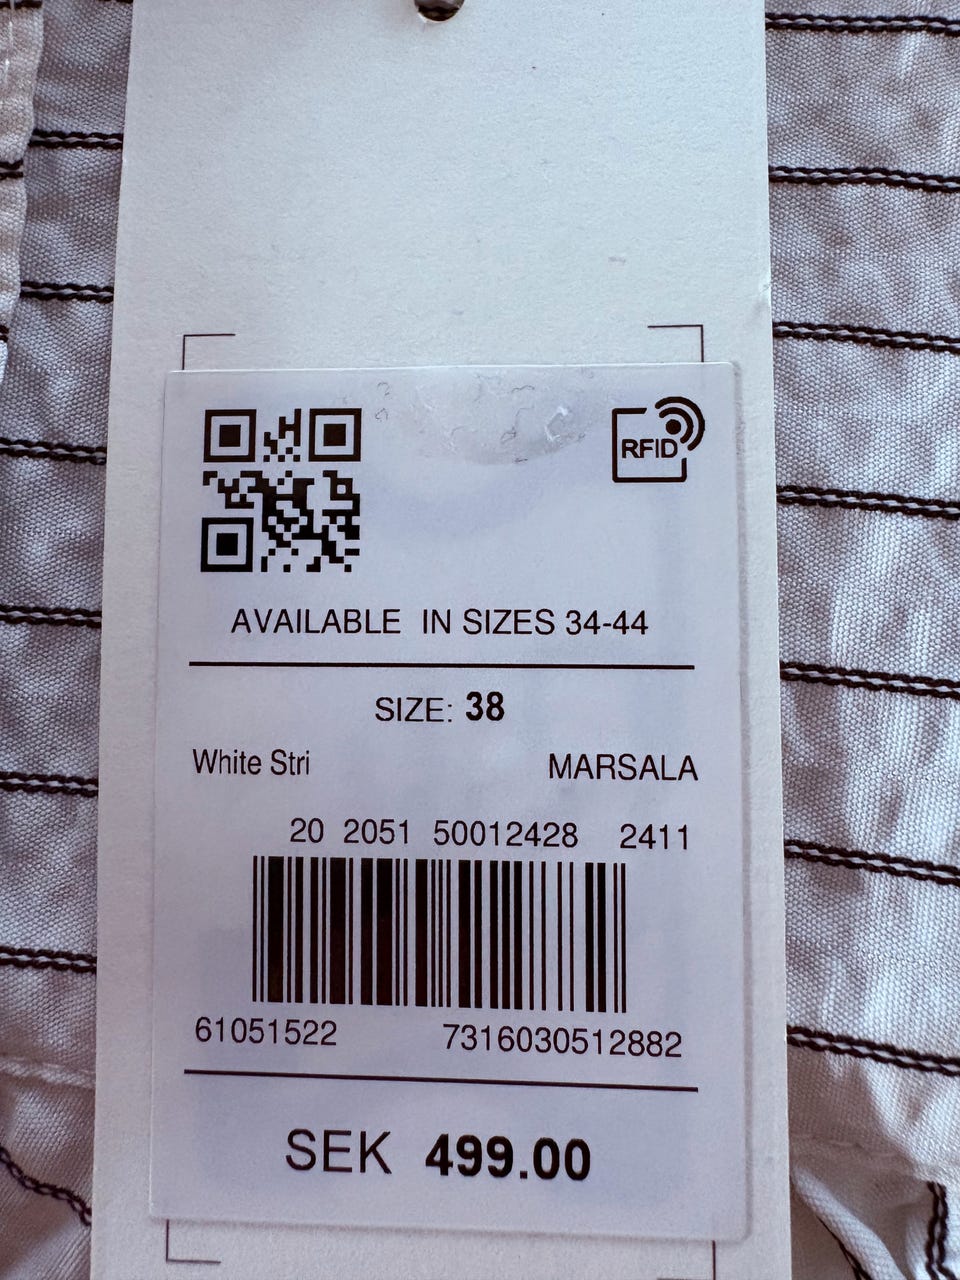 RFID
AVAILABLE IN SIZES 34-44
SIZE: 38
White Stri MARSALA
20 2051 50012428 2411
61051522 7316030512882
SEK 499.00